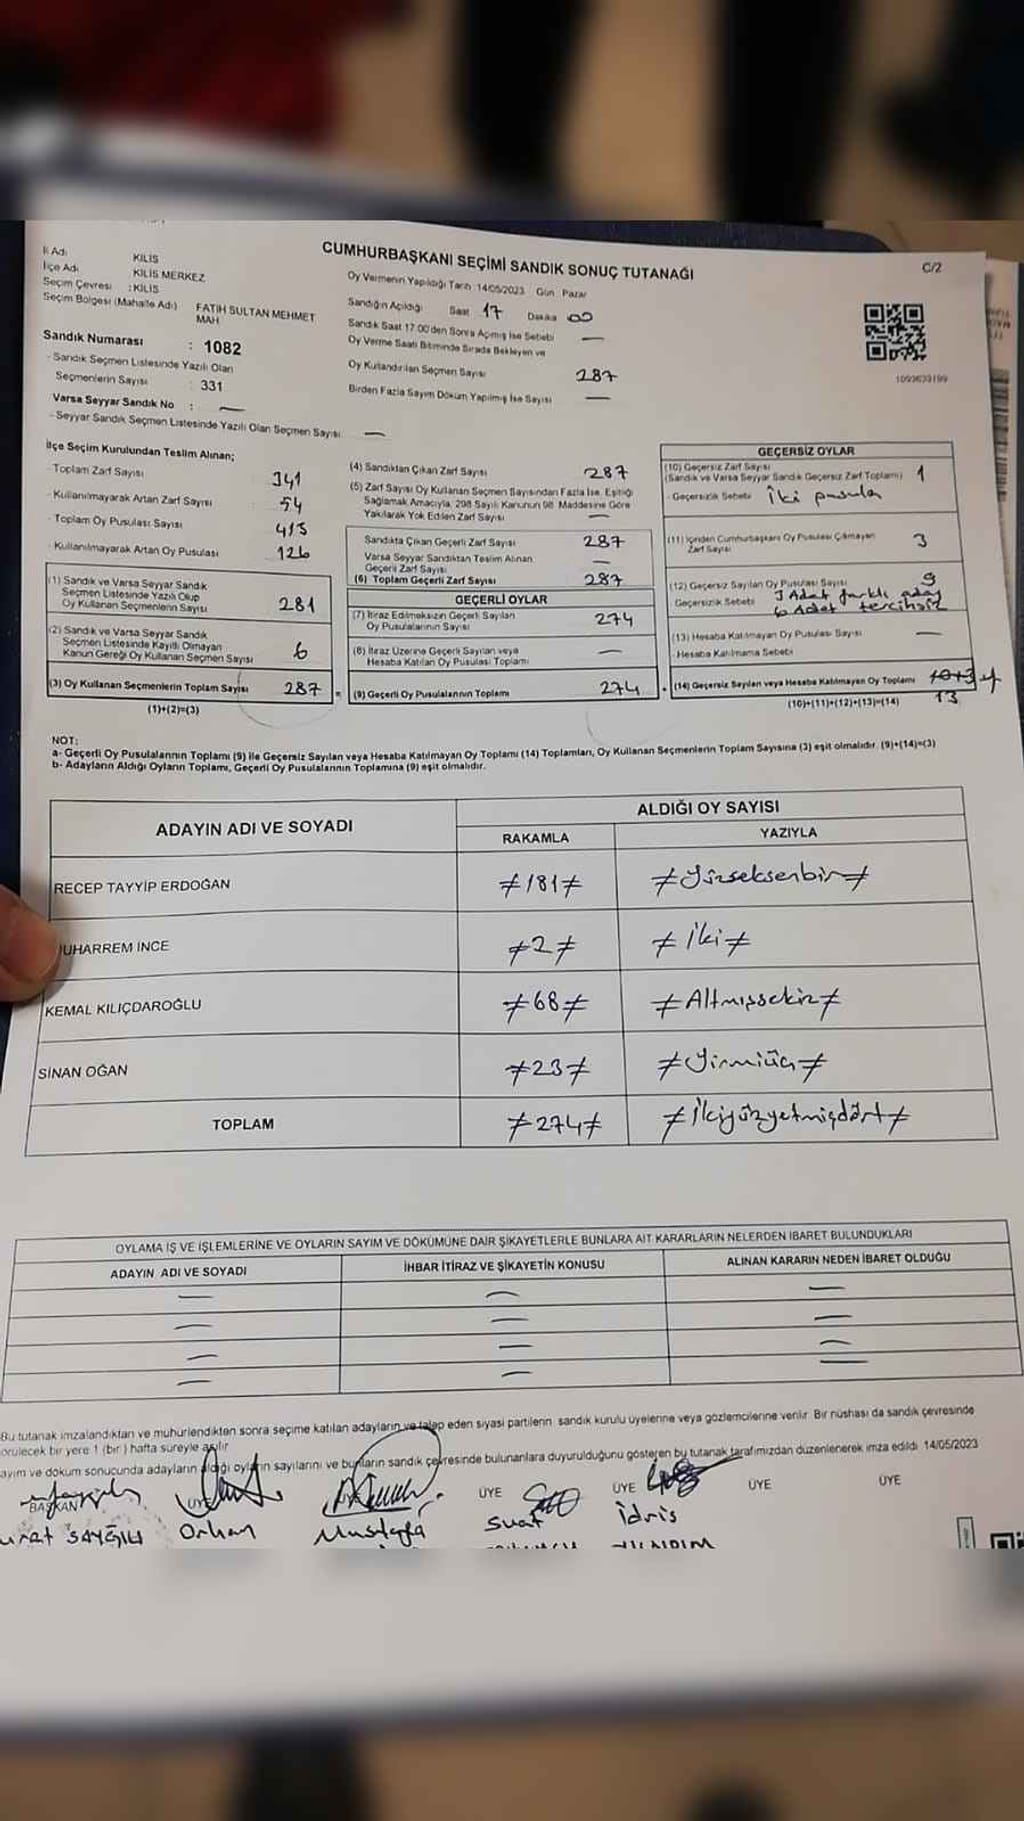 CUMHURBAŞKANI SEÇİMİ SANDIK SONUÇ TUTANAĞI
C/2
İl Adı KİLİS
İlçe Adı KİLİS MERKEZ
Seçim Çevresi : KİLİS
Seçim Bölgesi (Mahalle Adı) FATİH SULTAN MEHMET
MAH
Sandık Numarası : 1082
- Sandık Seçmen Listesinde Yazılı Olan
Seçmenlerin Sayısı 331
Varsa Seyyar Sandık No : —
- Seyyar Sandık Seçmen Listesinde Yazılı Olan Seçmen Sayısı —
Oy Vermenin Yapıldığı Tarih 14/05/2023 Gün Pazar
Sandığın Açıldığı Saat 17 Dakika 00
Sandık Saat 17.00'den Sonra Açılmış İse Sebebi —
Oy Verme Saati Bitiminde Sırada Bekleyen ve
Oy Kullandırılan Seçmen Sayısı 287
Birden Fazla Sayım Döküm Yapılmış İse Sayısı —
1093633199
İlçe Seçim Kurulundan Teslim Alınan;
- Toplam Zarf Sayısı 341
- Kullanılmayarak Artan Zarf Sayısı 54
- Toplam Oy Pusulası Sayısı 413
- Kullanılmayarak Artan Oy Pusulası 126
(1) Sandık ve Varsa Seyyar Sandık
Seçmen Listesinde Yazılı Olup
Oy Kullanan Seçmenlerin Sayısı 281
(2) Sandık ve Varsa Seyyar Sandık
Seçmen Listesinde Kayıtlı Olmayan
Kanun Gereği Oy Kullanan Seçmen Sayısı 6
(3) Oy Kullanan Seçmenlerin Toplam Sayısı 287
(1)+(2)=(3)
(4) Sandıktan Çıkan Zarf Sayısı 287
(5) Zarf Sayısı Oy Kullanan Seçmen Sayısından Fazla İse, Eşitliği
Sağlamak Amacıyla, 298 Sayılı Kanunun 98. Maddesine Göre
Yakılarak Yok Edilen Zarf Sayısı —
Sandıkta Çıkan Geçerli Zarf Sayısı 287
Varsa Seyyar Sandıktan Teslim Alınan
Geçerli Zarf Sayısı —
(6) Toplam Geçerli Zarf Sayısı 287
GEÇERLİ OYLAR
(7) İtiraz Edilmeksizin Geçerli Sayılan
Oy Pusulalarının Sayısı 274
(8) İtiraz Üzerine Geçerli Sayılan veya
Hesaba Katılan Oy Pusulası Toplamı —
(9) Geçerli Oy Pusulalarının Toplamı 274
GEÇERSİZ OYLAR
(10) Geçersiz Zarf Sayısı
(Sandık ve Varsa Seyyar Sandık Geçersiz Zarf Toplamı) 1
- Geçersizlik Sebebi İki pusula
(11) İçinden Cumhurbaşkanı Oy Pusulası Çıkmayan
Zarf Sayısı 3
(12) Geçersiz Sayılan Oy Pusulası Sayısı 9
Geçersizlik Sebebi 3 Adet farklı aday
6 Adet tercihsiz
(13) Hesaba Katılmayan Oy Pusulası Sayısı —
- Hesaba Katılmama Sebebi
(14) Geçersiz Sayılan veya Hesaba Katılmayan Oy Toplamı
13
(10)+(11)+(12)+(13)=(14)
NOT:
a- Geçerli Oy Pusulalarının Toplamı (9) ile Geçersiz Sayılan veya Hesaba Katılmayan Oy Toplamı (14) Toplamları, Oy Kullanan Seçmenlerin Toplam Sayısına (3) eşit olmalıdır. (9)+(14)=(3)
b- Adayların Aldığı Oyların Toplamı, Geçerli Oy Pusulalarının Toplamına (9) eşit olmalıdır.
ADAYIN ADI VE SOYADI
ALDIĞI OY SAYISI
RAKAMLA YAZIYLA
RECEP TAYYİP ERDOĞAN ≠181≠ ≠Yüzseksenbir≠
MUHARREM İNCE ≠2≠ ≠İki≠
KEMAL KILIÇDAROĞLU ≠68≠ ≠Altmışsekiz≠
SİNAN OĞAN ≠23≠ ≠Yirmiüç≠
TOPLAM ≠274≠ ≠İkiyüzyetmişdört≠
OYLAMA İŞ VE İŞLEMLERİNE VE OYLARIN SAYIM VE DÖKÜMÜNE DAİR ŞİKAYETLERLE BUNLARA AİT KARARLARIN NELERDEN İBARET BULUNDUKLARI
ADAYIN ADI VE SOYADI İHBAR İTİRAZ VE ŞİKAYETİN KONUSU ALINAN KARARIN NEDEN İBARET OLDUĞU
— — —
— — —
— — —
— — —
Bu tutanak imzalandıktan ve mühürlendikten sonra seçime katılan adayların ve talep eden siyasi partilerin, sandık kurulu üyelerine veya gözlemcilerine verilir. Bir nüshası da sandık çevresinde
görülecek bir yere 1 (bir) hafta süreyle asılır
Sayım ve döküm sonucunda adayların aldığı oyların sayılarını ve bunların sandık çevresinde bulunanlara duyurulduğunu gösteren bu tutanak tarafımızdan düzenlenerek imza edildi 14/05/2023
BAŞKAN ÜYE ÜYE ÜYE ÜYE ÜYE ÜYE
SAYĞILI Orhan Mustafa Suat İdris
YILDIRIM